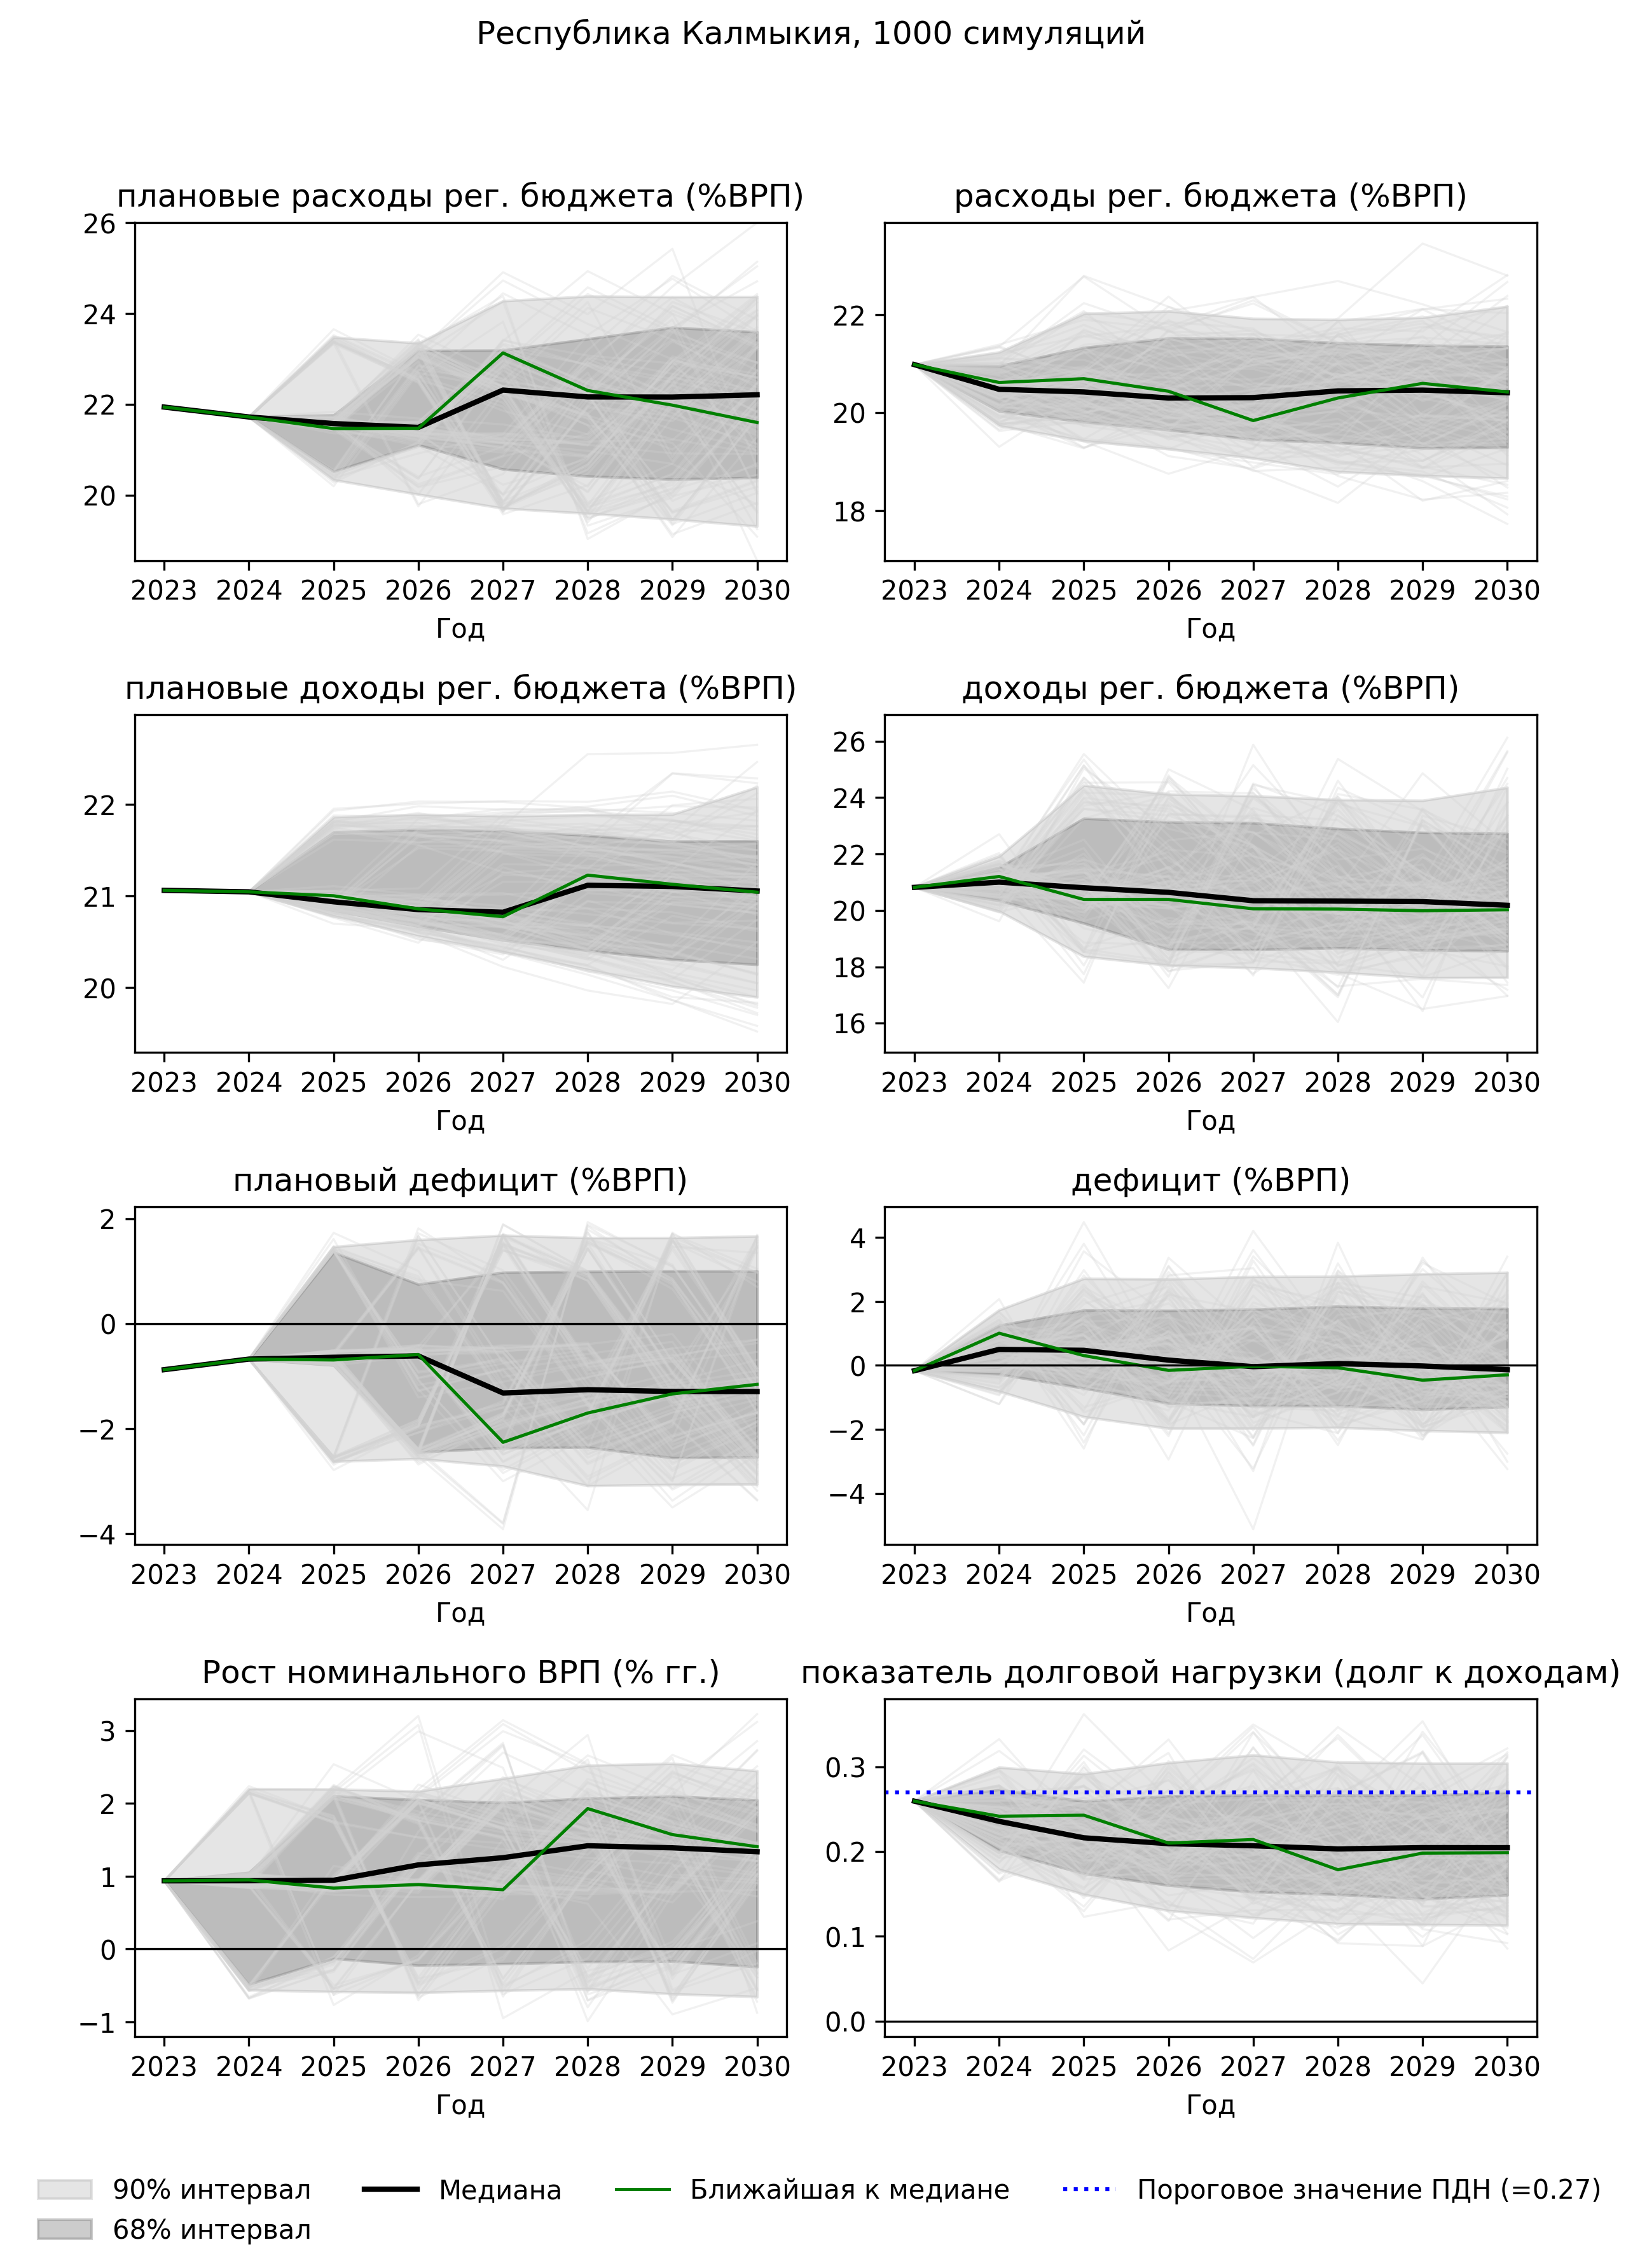 Республика Калмыкия, 1000 симуляций
плановые расходы рег. бюджета (%ВРП)
26
24
22
20
2023 2024 2025 2026 2027 2028 2029 2030
Год
расходы рег. бюджета (%ВРП)
22
20
18
2023 2024 2025 2026 2027 2028 2029 2030
Год
плановые доходы рег. бюджета (%ВРП)
22
21
20
2023 2024 2025 2026 2027 2028 2029 2030
Год
доходы рег. бюджета (%ВРП)
26
24
22
20
18
16
2023 2024 2025 2026 2027 2028 2029 2030
Год
плановый дефицит (%ВРП)
2
0
−2
−4
2023 2024 2025 2026 2027 2028 2029 2030
Год
дефицит (%ВРП)
4
2
0
−2
−4
2023 2024 2025 2026 2027 2028 2029 2030
Год
Рост номинального ВРП (% гг.)
3
2
1
0
−1
2023 2024 2025 2026 2027 2028 2029 2030
Год
показатель долговой нагрузки (долг к доходам)
0.3
0.2
0.1
0.0
2023 2024 2025 2026 2027 2028 2029 2030
Год
90% интервал
68% интервал
Медиана
Ближайшая к медиане
Пороговое значение ПДН (=0.27)